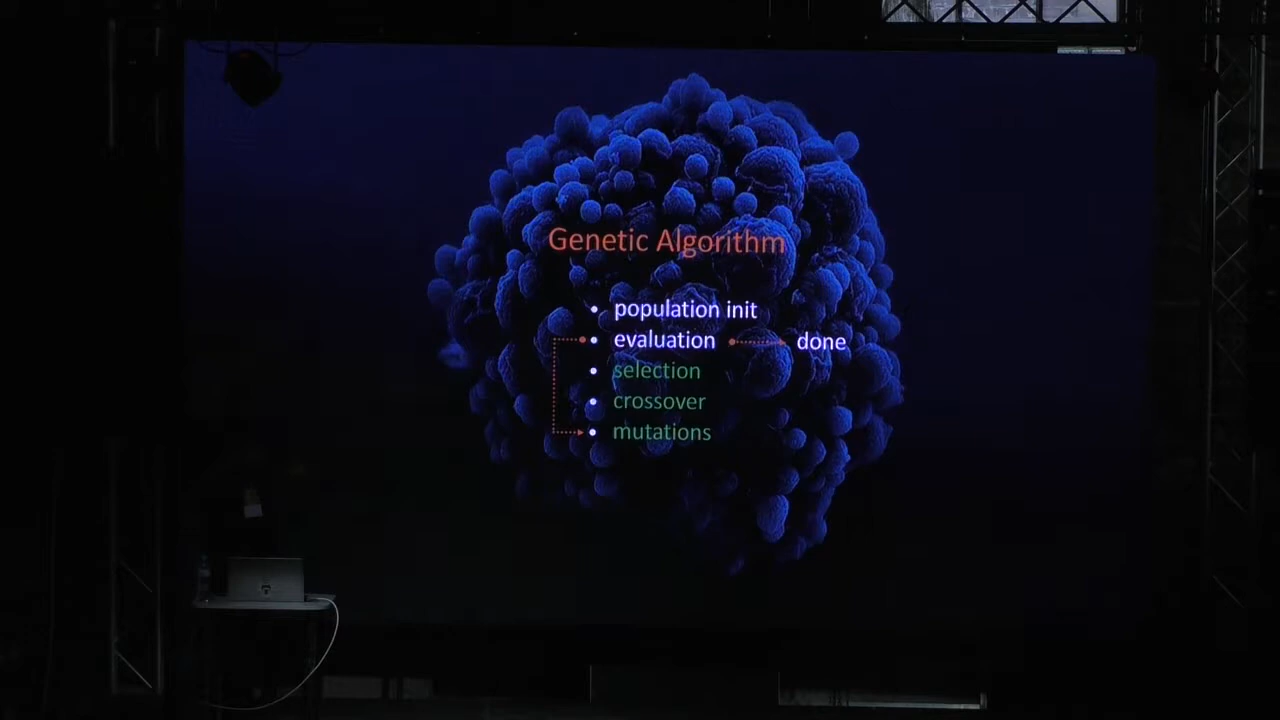 Genetic Algorithm
• population init
• evaluation done
• selection
• crossover
• mutations